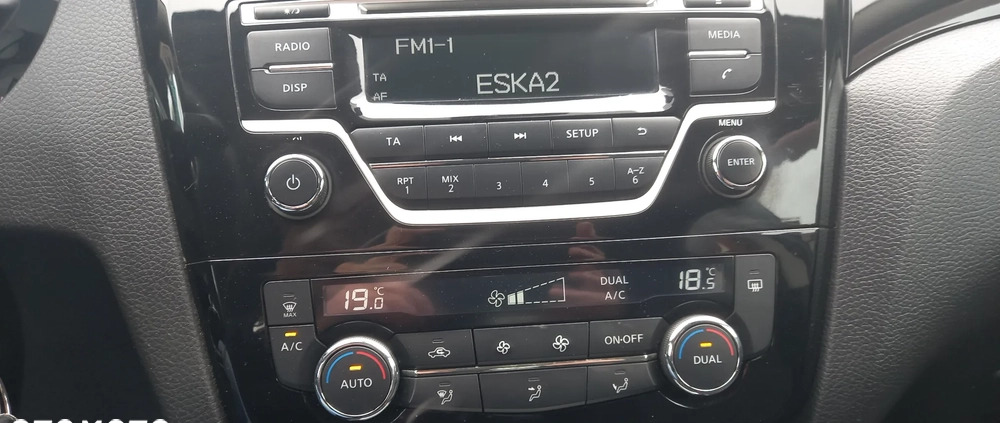 RADIO
FM1-1
MEDIA
DISP
TA
AF
ESKA2
TA
SETUP
MENU
ENTER
RPT
1
MIX
2
3
4
5
A-Z
6
19.0
°C
DUAL
A/C
18.5
°C
MAX
A/C
ON·OFF
AUTO
DUAL
OTOMOTO